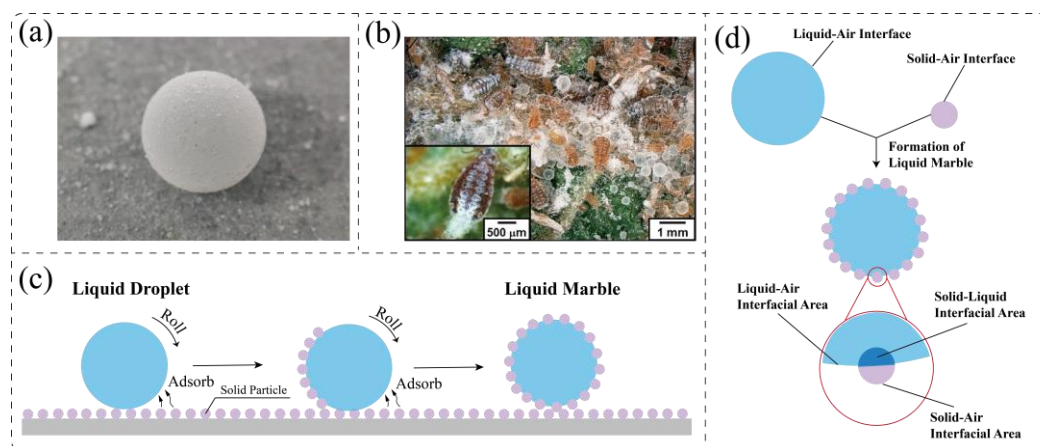 (a)
(b)
500 μm
1 mm
(c)
Liquid Droplet
Liquid Marble
Roll
Adsorb
Solid Particle
Roll
Adsorb
(d)
Liquid-Air Interface
Solid-Air Interface
Formation of
Liquid Marble
Liquid-Air
Interfacial Area
Solid-Liquid
Interfacial Area
Solid-Air
Interfacial Area